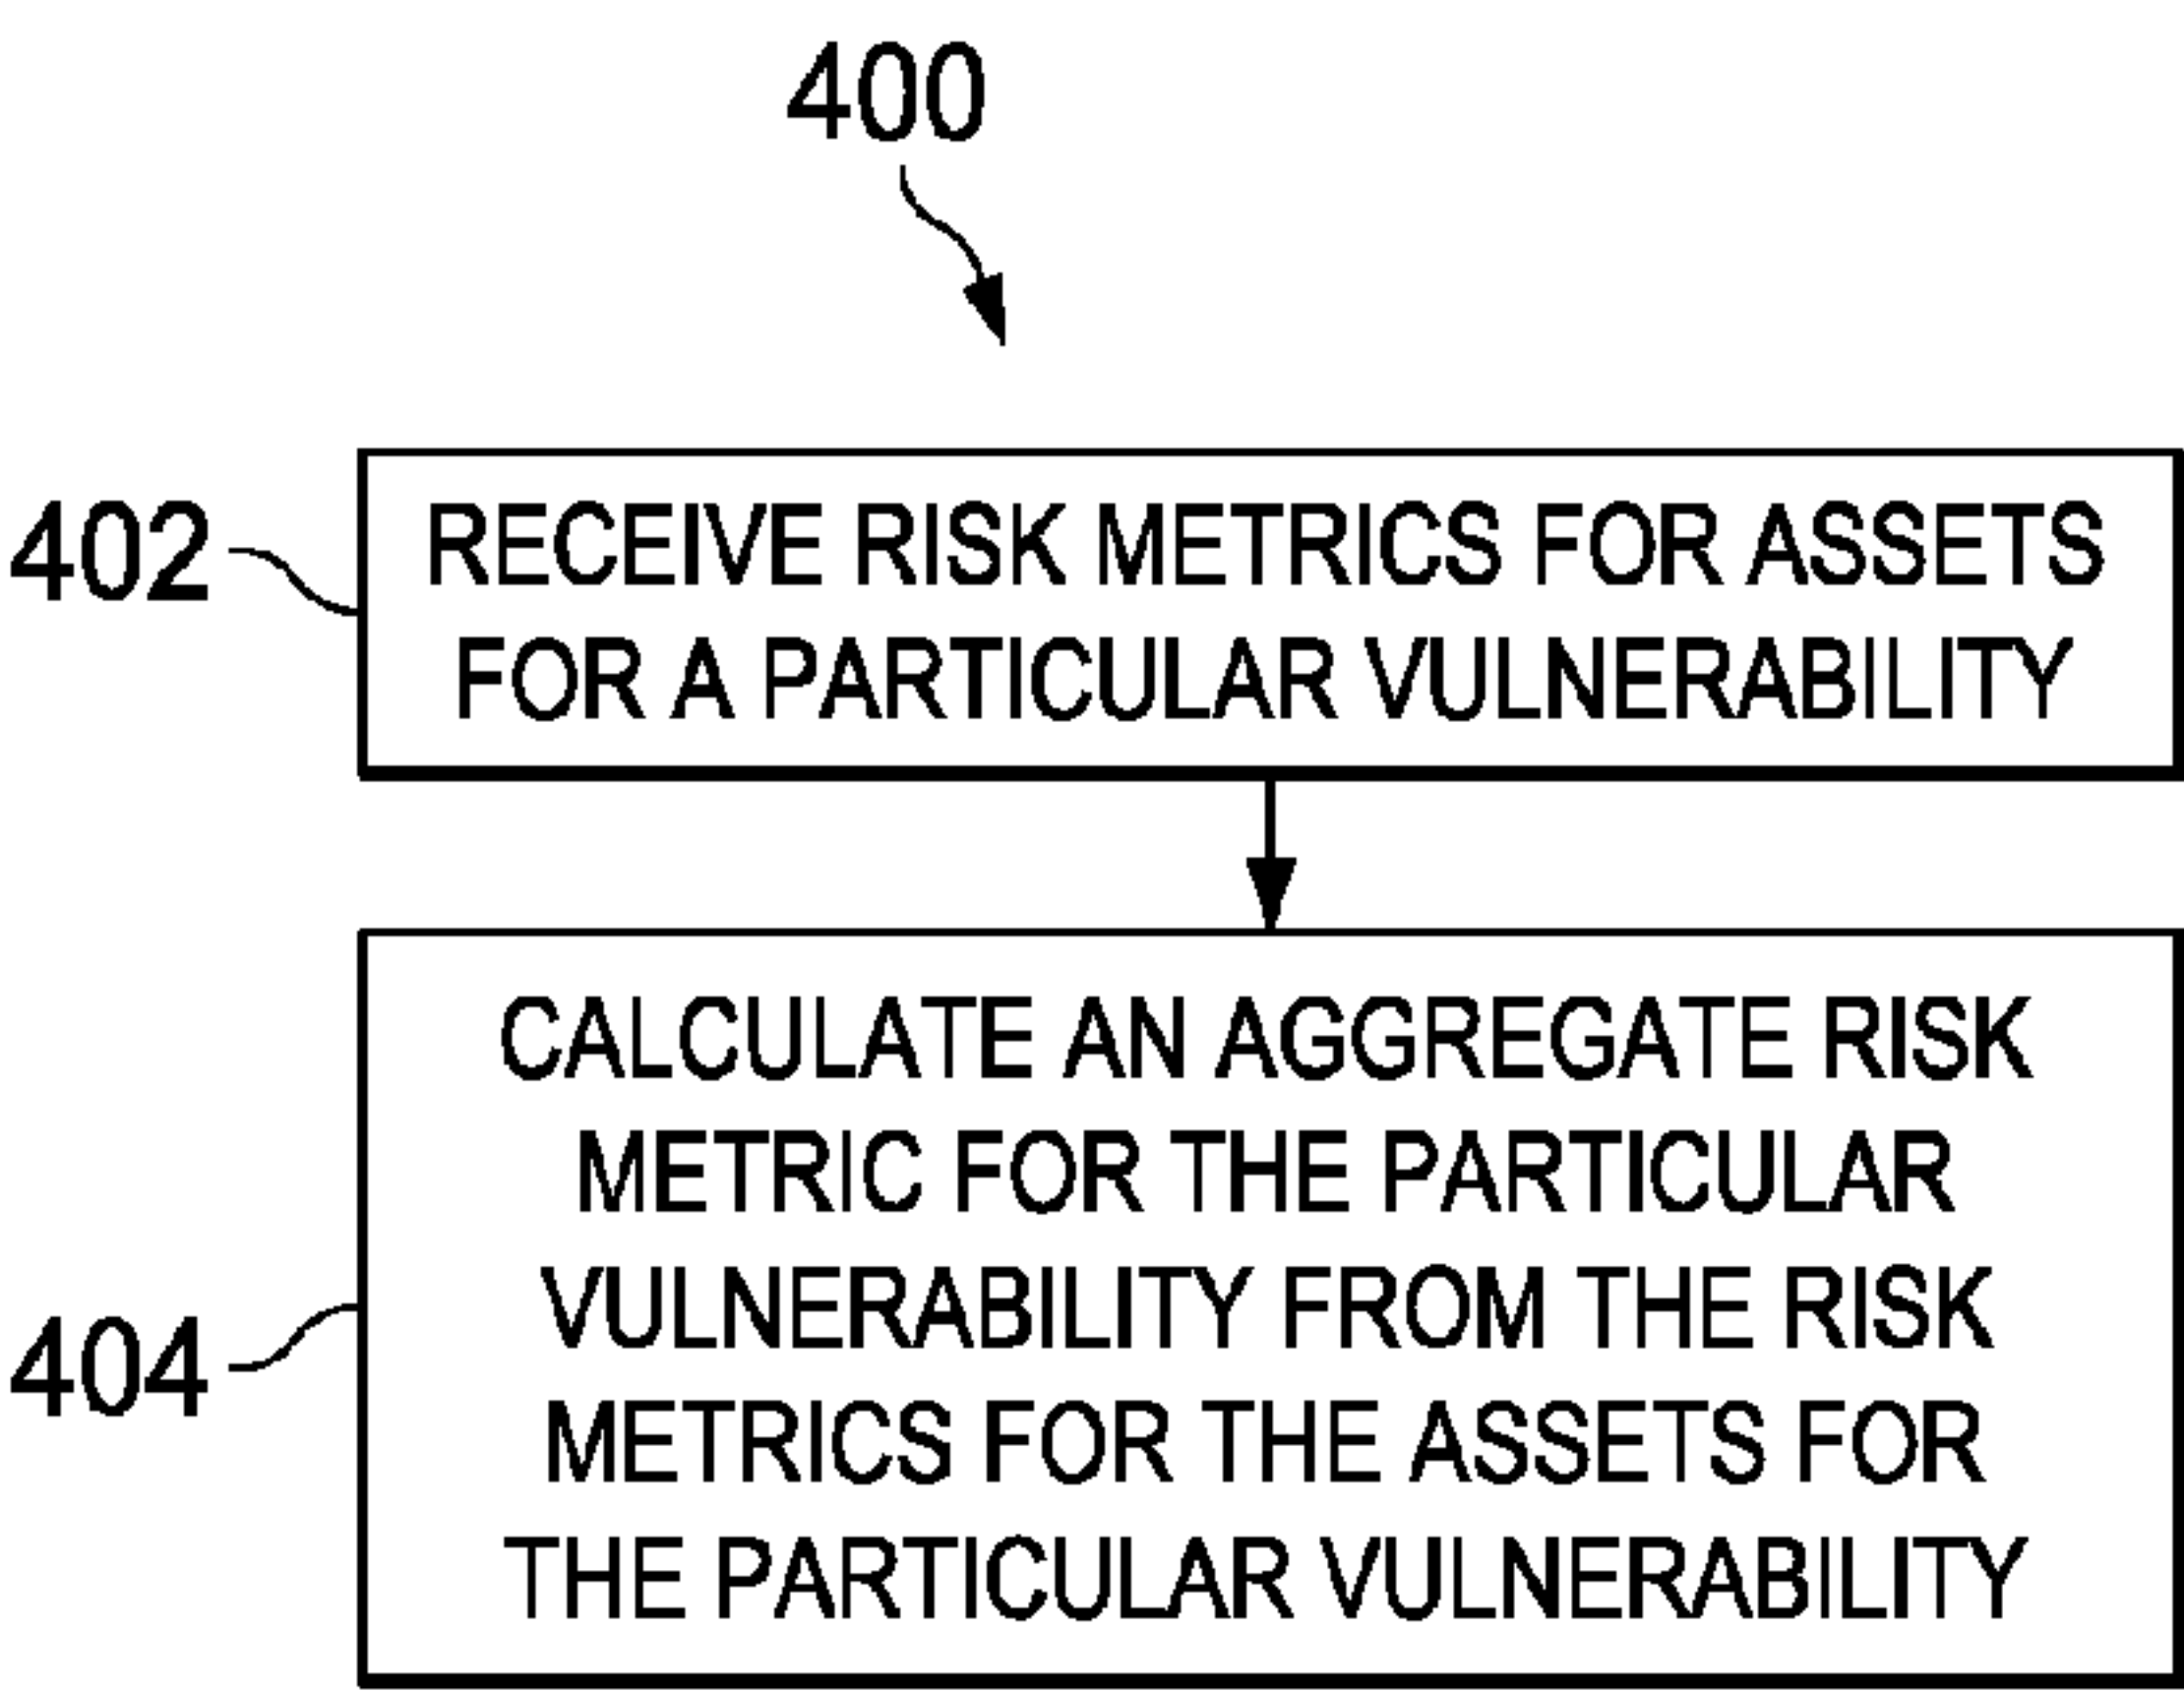 400
402
RECEIVE RISK METRICS FOR ASSETS
FOR A PARTICULAR VULNERABILITY
CALCULATE AN AGGREGATE RISK
METRIC FOR THE PARTICULAR
VULNERABILITY FROM THE RISK
404
METRICS FOR THE ASSETS FOR
THE PARTICULAR VULNERABILITY